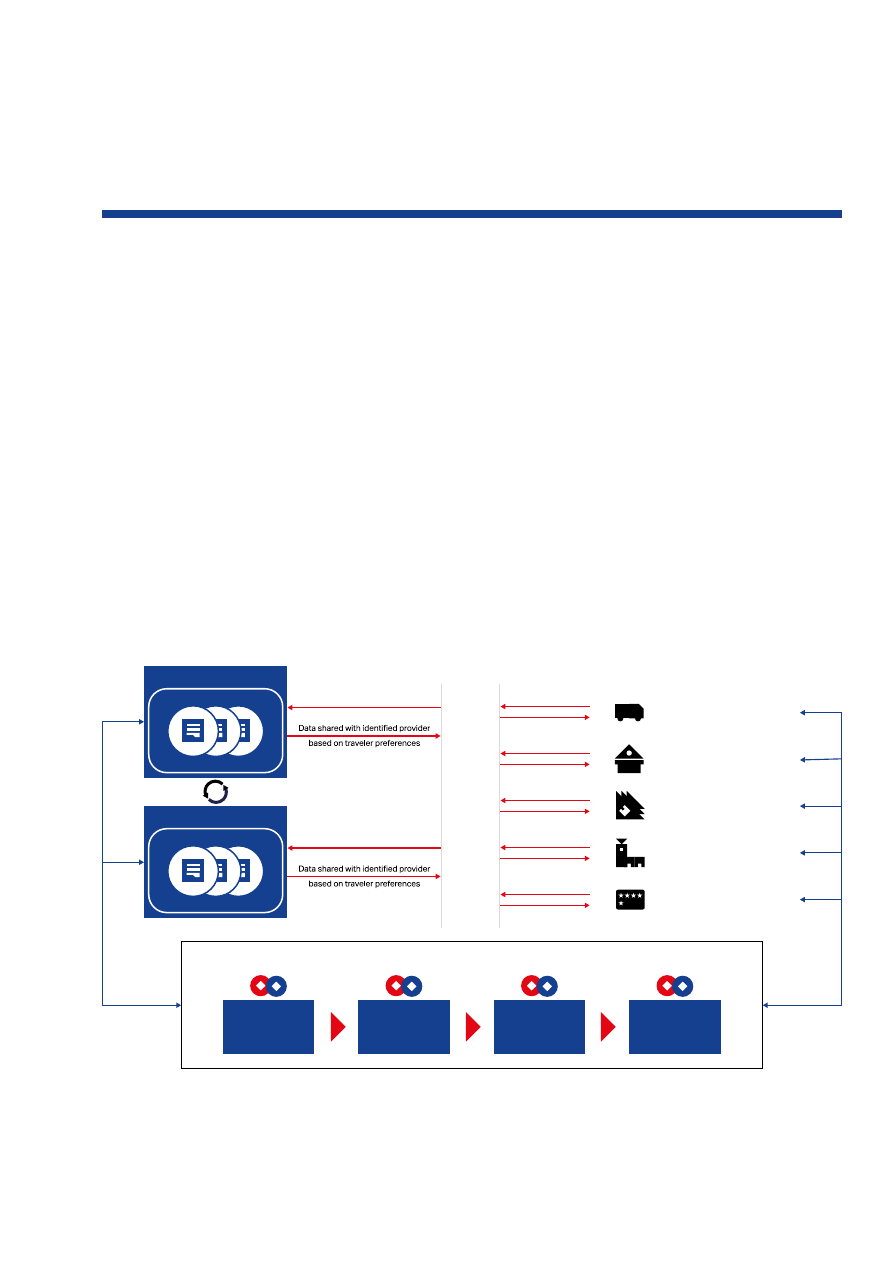 Data shared with identified provider
based on traveler preferences
Data shared with identified provider
based on traveler preferences